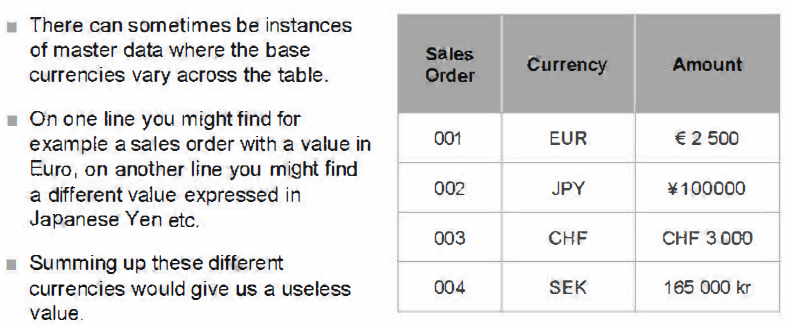 There can sometimes be instances
of master data where the base
currencies vary across the table.
On one line you might find for
example a sales order with a value in
Euro, on another line you might find
a different value expressed in
Japanese Yen etc.
Summing up these different
currencies would give us a useless
value.
Sales Order Currency Amount
001 EUR € 2 500
002 JPY ¥100000
003 CHF CHF 3 000
004 SEK 165 000 kr